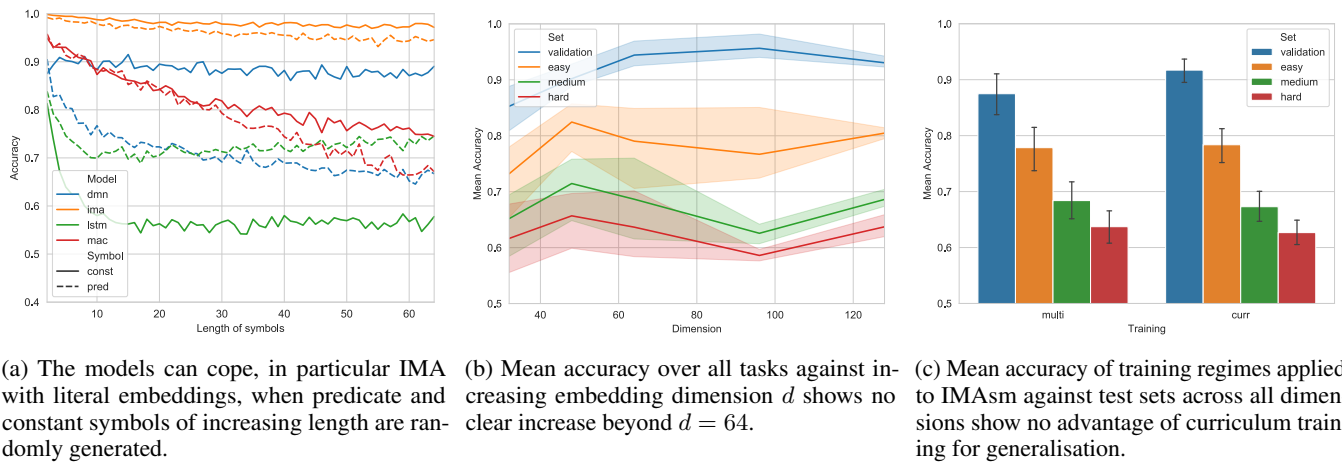 1.0
0.9
0.8
0.7
0.6
0.5
0.4
10 20 30 40 50 60
Accuracy
Length of symbols
Model
dmn
ima
lstm
mac
Symbol
const
pred
1.0
0.9
0.8
0.7
0.6
0.5
40 60 80 100 120
Mean Accuracy
Dimension
Set
validation
easy
medium
hard
1.0
0.9
0.8
0.7
0.6
0.5
multi curr
Mean Accuracy
Training
Set
validation
easy
medium
hard
(a) The models can cope, in particular IMA
with literal embeddings, when predicate and
constant symbols of increasing length are ran-
domly generated.
(b) Mean accuracy over all tasks against in-
creasing embedding dimension d shows no
clear increase beyond d = 64.
(c) Mean accuracy of training regimes applied
to IMAsm against test sets across all dimen-
sions show no advantage of curriculum train-
ing for generalisation.